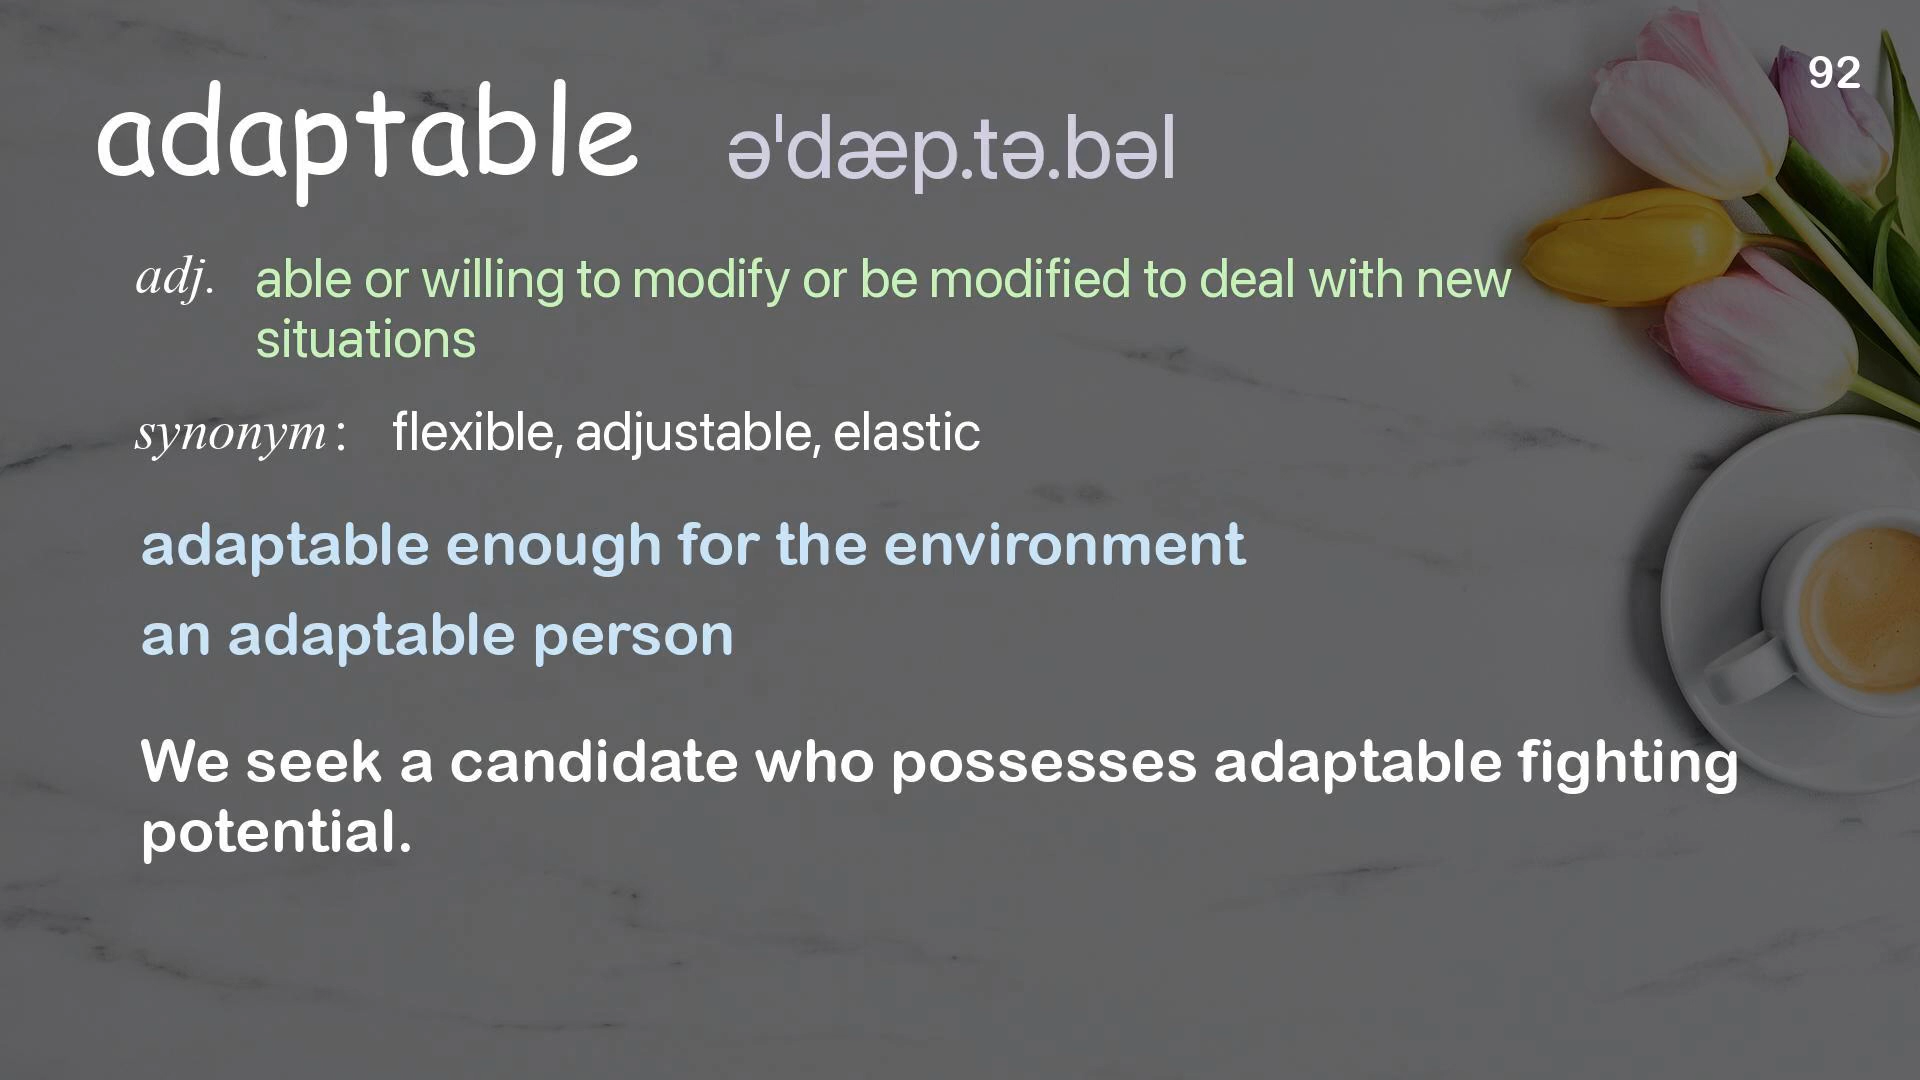 92
adaptable əˈdæp.tə.bəl
adj. able or willing to modify or be modified to deal with new
situations
synonym: flexible, adjustable, elastic
adaptable enough for the environment
an adaptable person
We seek a candidate who possesses adaptable fighting
potential.